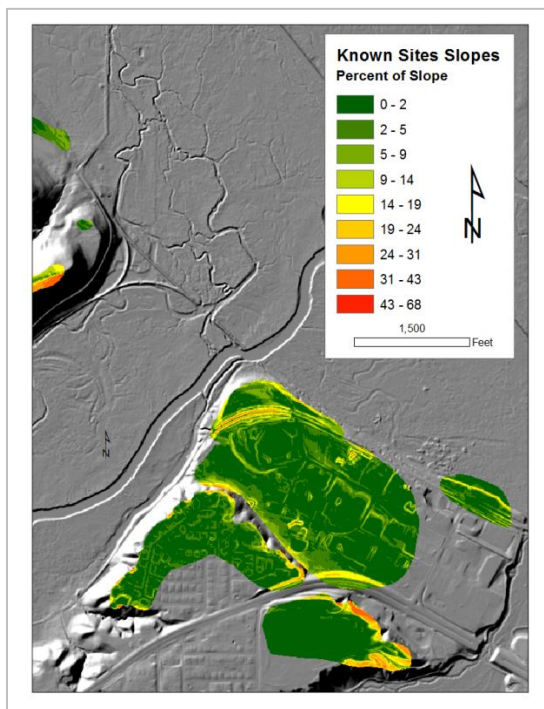 Known Sites Slopes
Percent of Slope
0 - 2
2 - 5
5 - 9
9 - 14
14 - 19
19 - 24
24 - 31
31 - 43
43 - 68
N
1,500
Feet
N